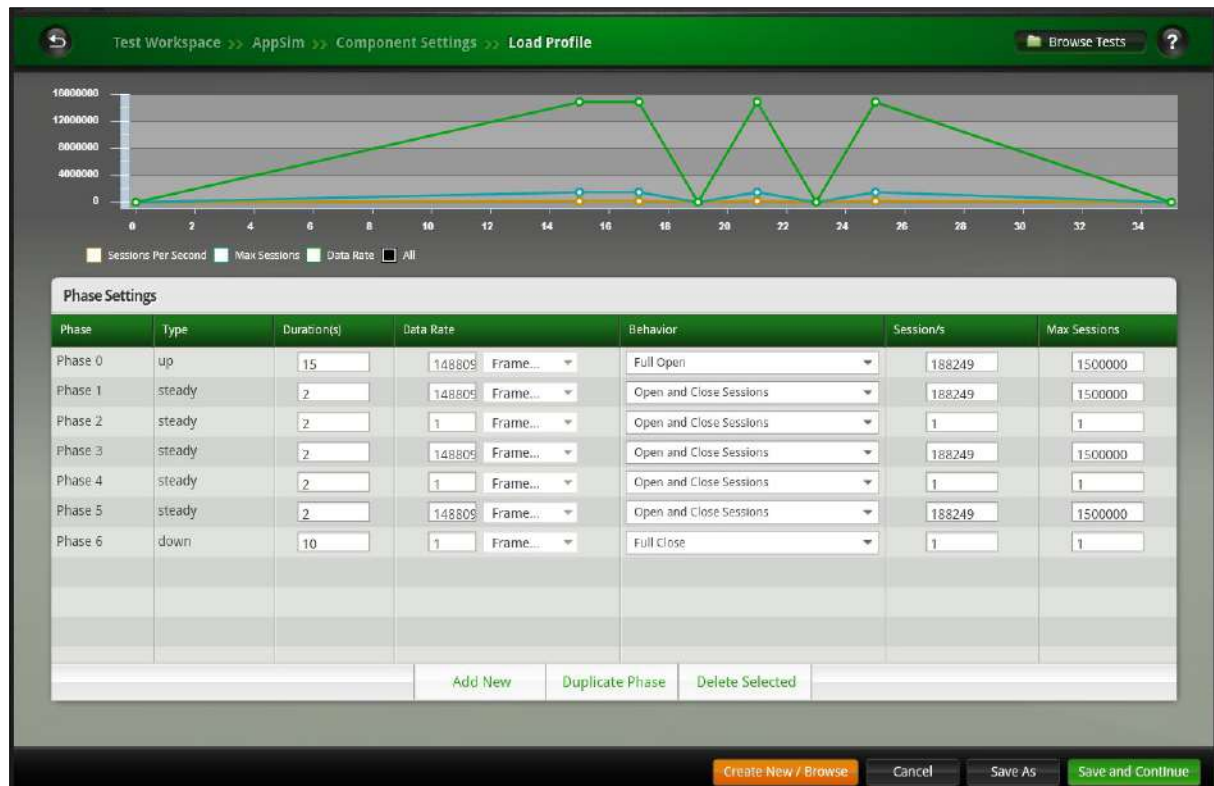 Test Workspace >> AppSim >> Component Settings >> Load Profile Browse Tests ?
16000000
12000000
8000000
4000000
0
0 2 4 6 8 10 12 14 16 18 20 22 24 26 28 30 32 34
Sessions Per Second Max Sessions Data Rate All
Phase Settings
Phase Type Duration(s) Data Rate Behavior Session/s Max Sessions
Phase 0 up 15 148809 Frame... Full Open 188249 1500000
Phase 1 steady 2 148809 Frame... Open and Close Sessions 188249 1500000
Phase 2 steady 2 1 Frame... Open and Close Sessions 1 1
Phase 3 steady 2 148809 Frame... Open and Close Sessions 188249 1500000
Phase 4 steady 2 1 Frame... Open and Close Sessions 1 1
Phase 5 steady 2 148809 Frame... Open and Close Sessions 188249 1500000
Phase 6 down 10 1 Frame... Full Close 1 1
Add New Duplicate Phase Delete Selected
Create New / Browse Cancel Save As Save and Continue